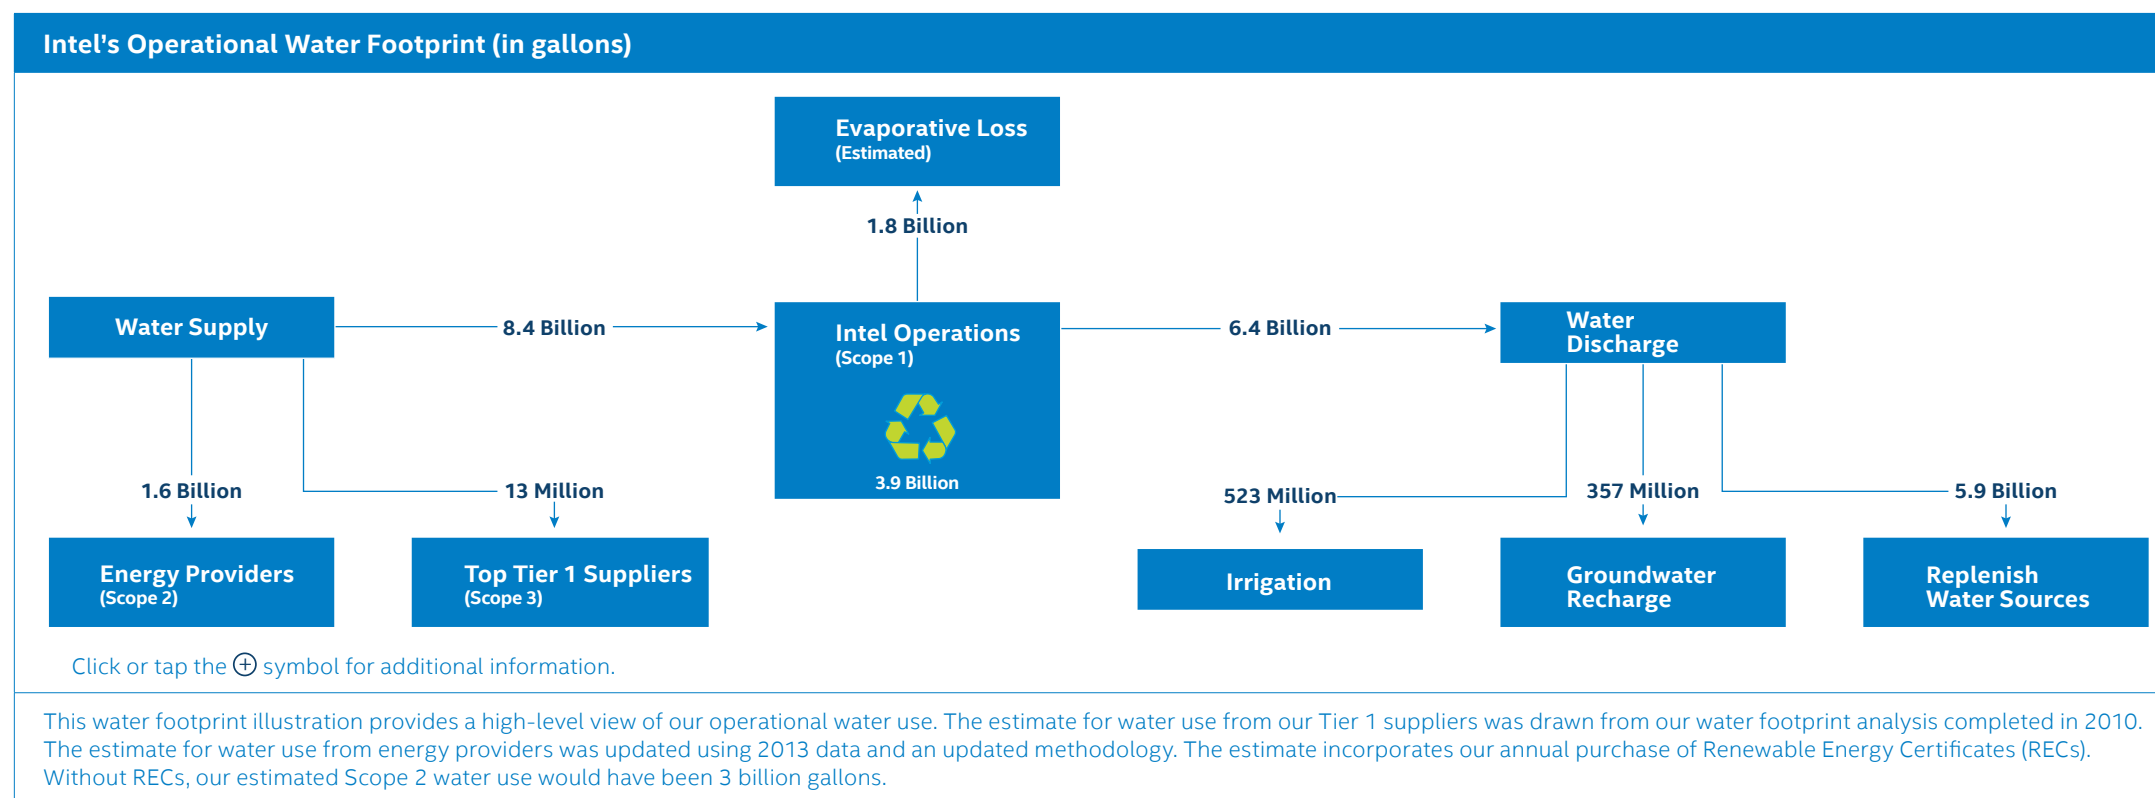 Intel's Operational Water Footprint (in gallons)
Evaporative Loss
(Estimated)
1.8 Billion
Water Supply
8.4 Billion
Intel Operations
(Scope 1)
3.9 Billion
6.4 Billion
Water
Discharge
1.6 Billion
13 Million
523 Million
357 Million
5.9 Billion
Energy Providers
(Scope 2)
Top Tier 1 Suppliers
(Scope 3)
Irrigation
Groundwater
Recharge
Replenish
Water Sources
Click or tap the ⊕ symbol for additional information.
This water footprint illustration provides a high-level view of our operational water use. The estimate for water use from our Tier 1 suppliers was drawn from our water footprint analysis completed in 2010.
The estimate for water use from energy providers was updated using 2013 data and an updated methodology. The estimate incorporates our annual purchase of Renewable Energy Certificates (RECs).
Without RECs, our estimated Scope 2 water use would have been 3 billion gallons.